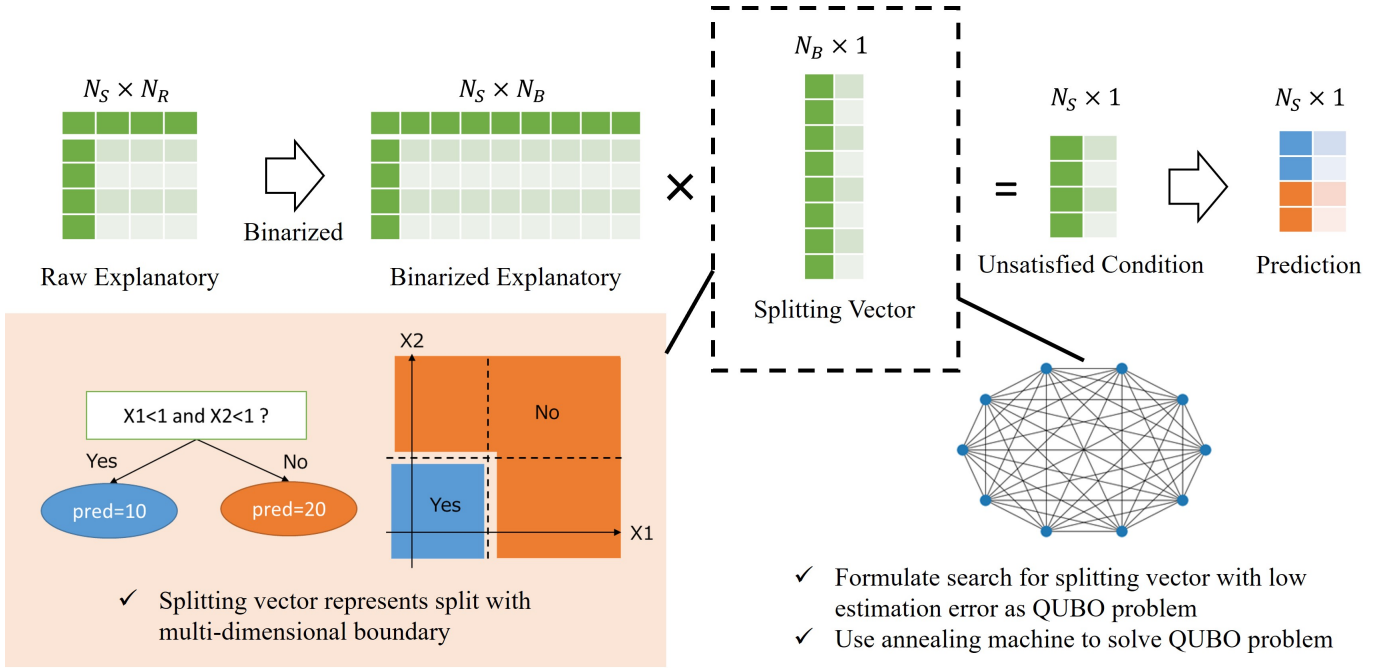 N_S × N_R
N_S × N_B
N_B × 1
N_S × 1
N_S × 1
×
=
Binarized
Raw Explanatory
Binarized Explanatory
Splitting Vector
Unsatisfied Condition
Prediction
X1<1 and X2<1 ?
Yes
No
pred=10
pred=20
X2
No
Yes
X1
✓ Splitting vector represents split with
multi-dimensional boundary
✓ Formulate search for splitting vector with low
estimation error as QUBO problem
✓ Use annealing machine to solve QUBO problem